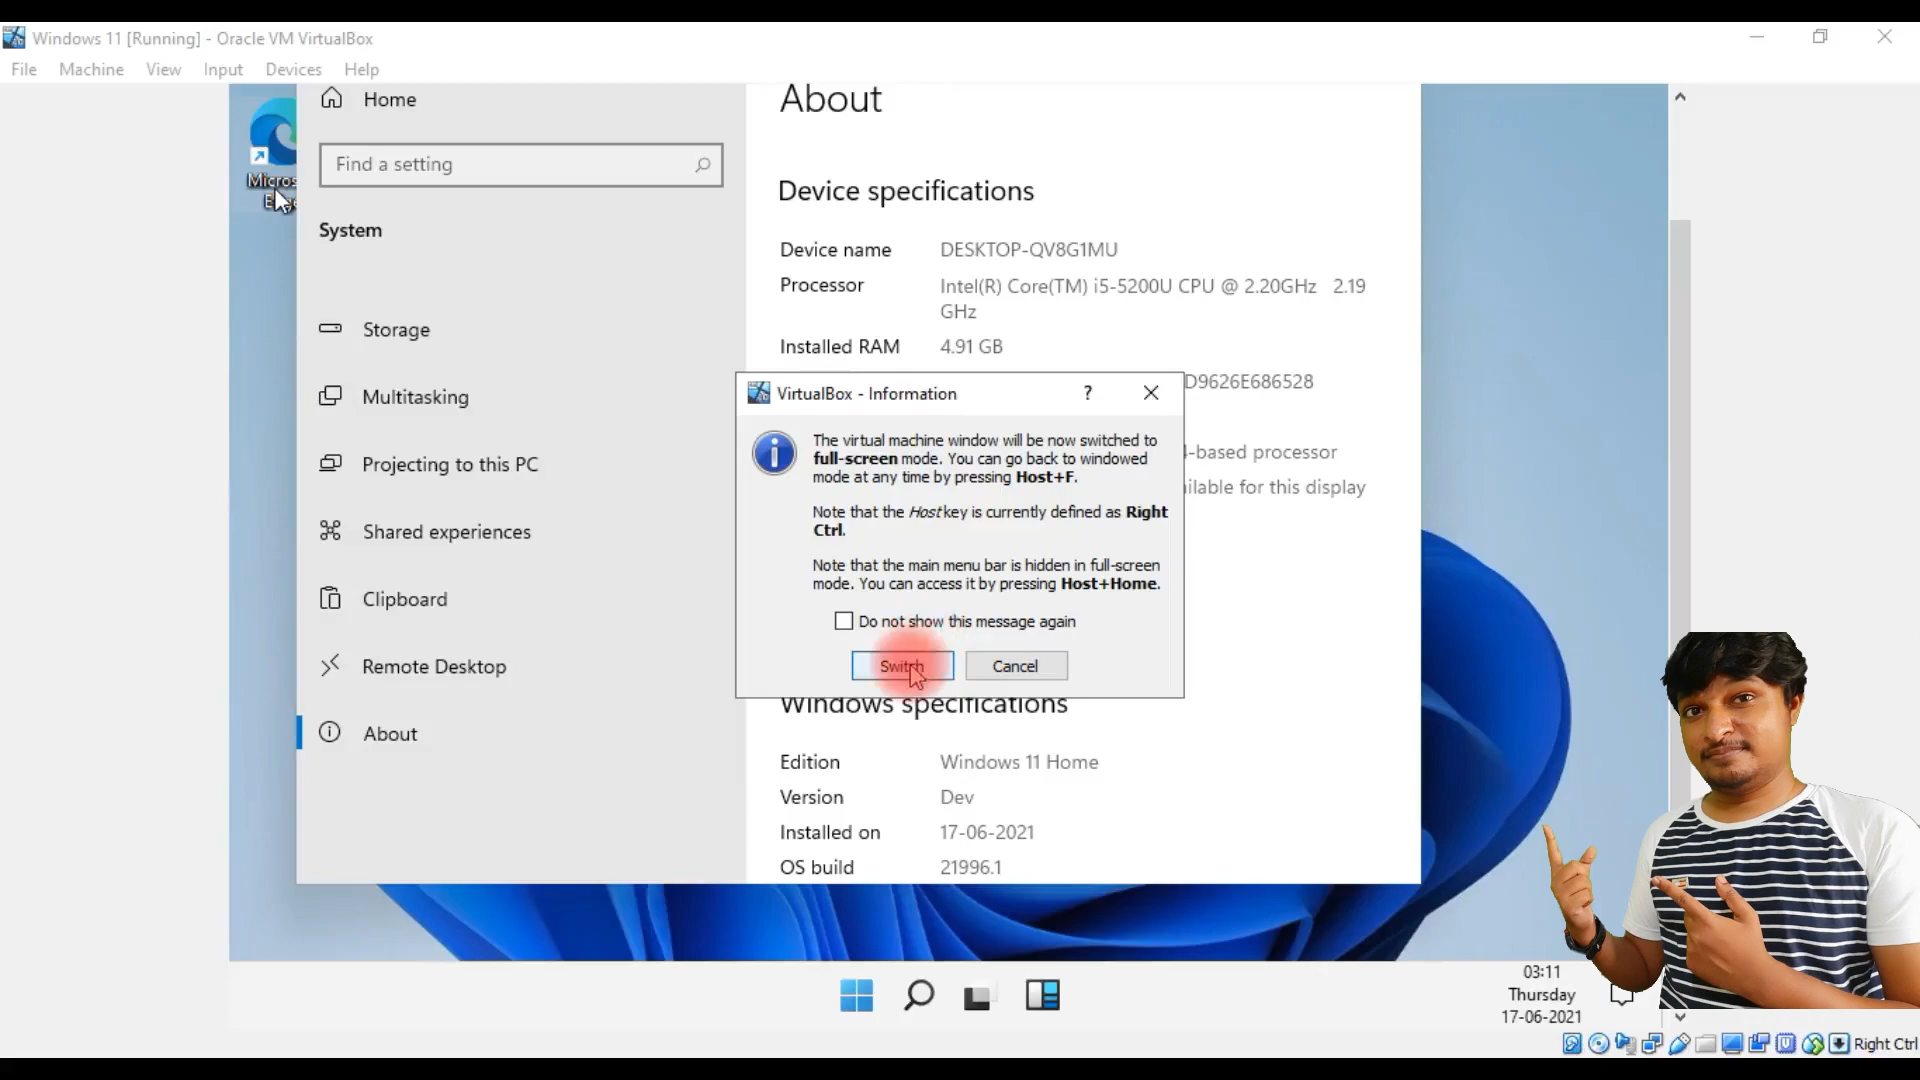 Windows 11 [Running] - Oracle VM VirtualBox
File Machine View Input Devices Help
Home
Find a setting
System
Storage
Multitasking
Projecting to this PC
Shared experiences
Clipboard
Remote Desktop
About
About
Device specifications
Device name DESKTOP-QV8G1MU
Processor Intel(R) Core(TM) i5-5200U CPU @ 2.20GHz 2.19
GHz
Installed RAM 4.91 GB
D9626E686528
-based processor
ilable for this display
VirtualBox - Information ?
The virtual machine window will be now switched to
full-screen mode. You can go back to windowed
mode at any time by pressing Host+F.
Note that the Host key is currently defined as Right
Ctrl.
Note that the main menu bar is hidden in full-screen
mode. You can access it by pressing Host+Home.
Do not show this message again
Switch Cancel
Windows specifications
Edition Windows 11 Home
Version Dev
Installed on 17-06-2021
OS build 21996.1
03:11
Thursday
17-06-2021
Right Ctrl